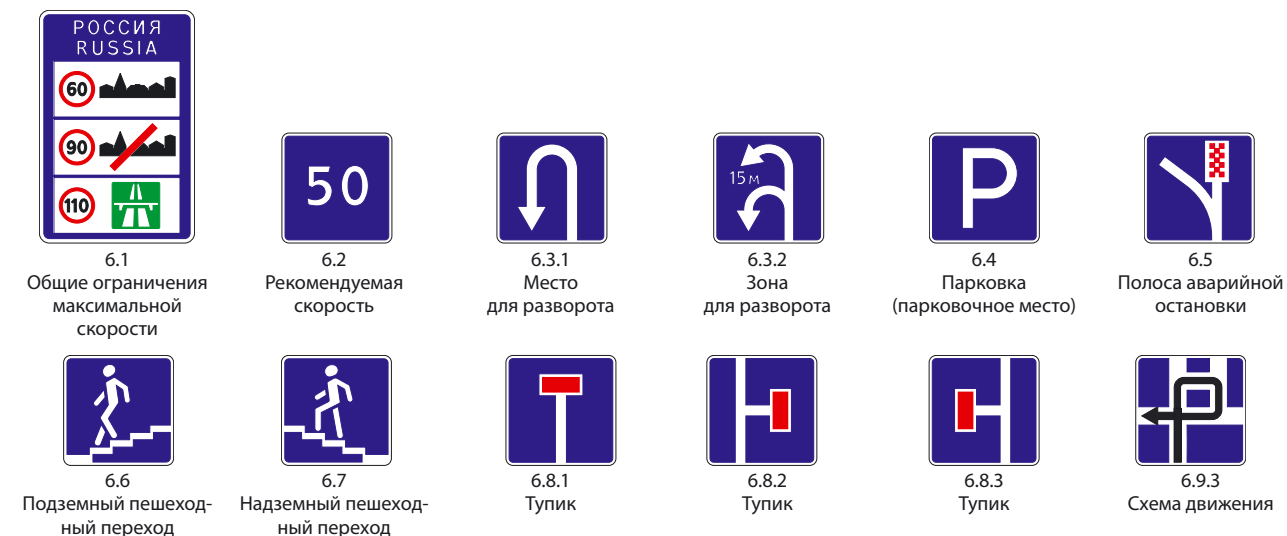 РОССИЯ
RUSSIA
60
90
110
6.1
Общие ограничения
максимальной
скорости
50
6.2
Рекомендуемая
скорость
6.3.1
Место
для разворота
15 м
6.3.2
Зона
для разворота
P
6.4
Парковка
(парковочное место)
6.5
Полоса аварийной
остановки
6.6
Подземный пешеход-
ный переход
6.7
Надземный пешеход-
ный переход
6.8.1
Тупик
6.8.2
Тупик
6.8.3
Тупик
6.9.3
Схема движения